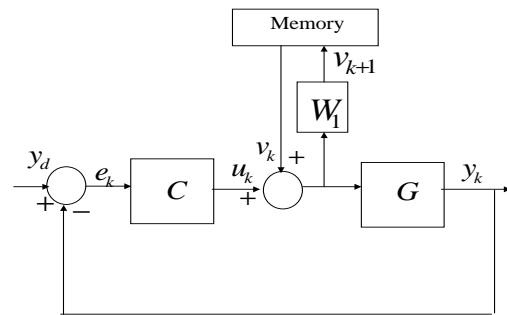 Memory
v_{k+1}
W_1
v_k
+
y_d
e_k
C
u_k
+
G
y_k
+
−